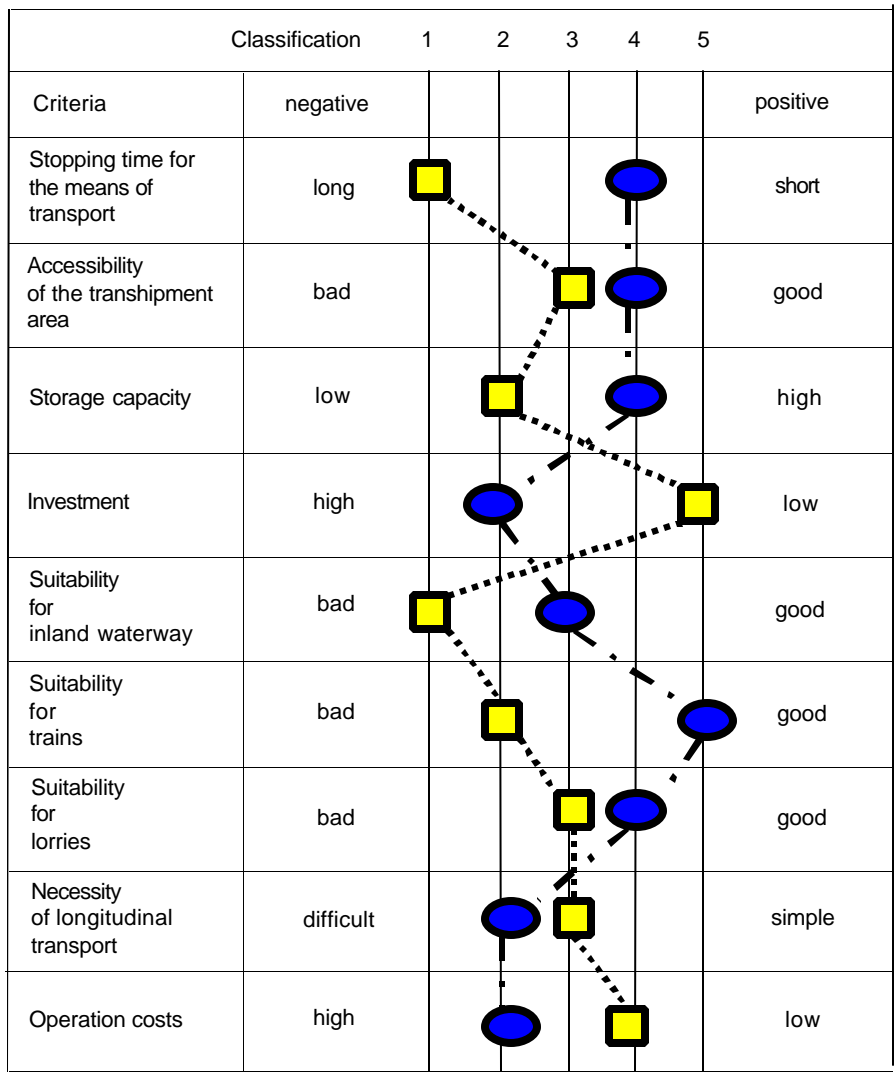 Classification 1 2 3 4 5
Criteria negative positive
Stopping time for
the means of
transport
long short
Accessibility
of the transhipment
area
bad good
Storage capacity low high
Investment high low
Suitability
for
inland waterway
bad good
Suitability
for
trains
bad good
Suitability
for
lorries
bad good
Necessity
of longitudinal
transport
difficult simple
Operation costs high low